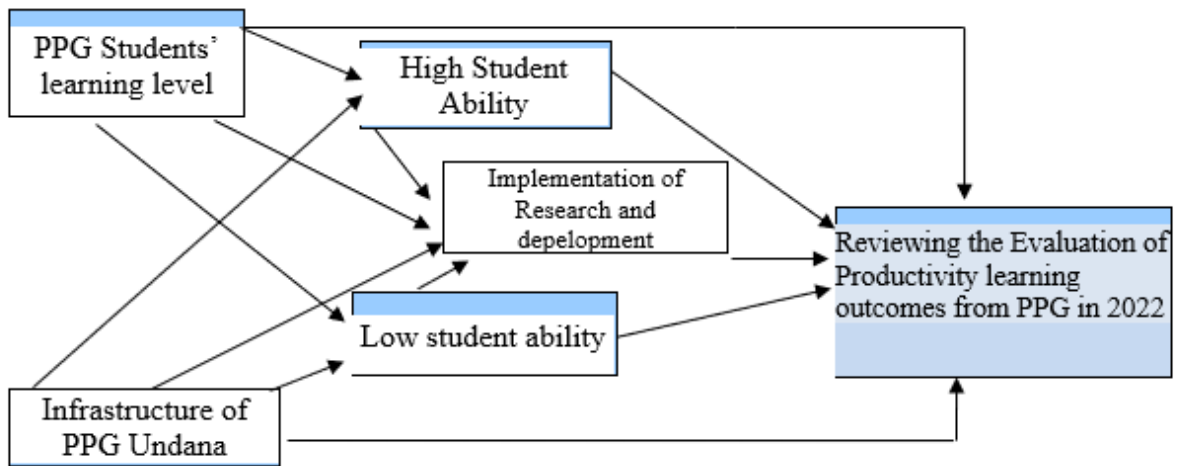 PPG Students’
learning level
High Student
Ability
Implementation of
Research and
depelopment
Reviewing the Evaluation of
Productivity learning
outcomes from PPG in 2022
Low student ability
Infrastructure of
PPG Undana